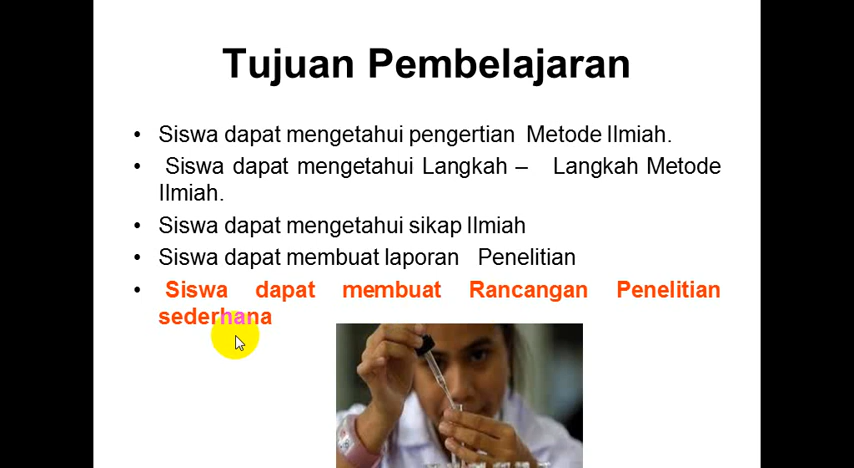 Tujuan Pembelajaran
• Siswa dapat mengetahui pengertian Metode Ilmiah.
• Siswa dapat mengetahui Langkah – Langkah Metode
Ilmiah.
• Siswa dapat mengetahui sikap Ilmiah
• Siswa dapat membuat laporan Penelitian
• Siswa dapat membuat Rancangan Penelitian
sederhana